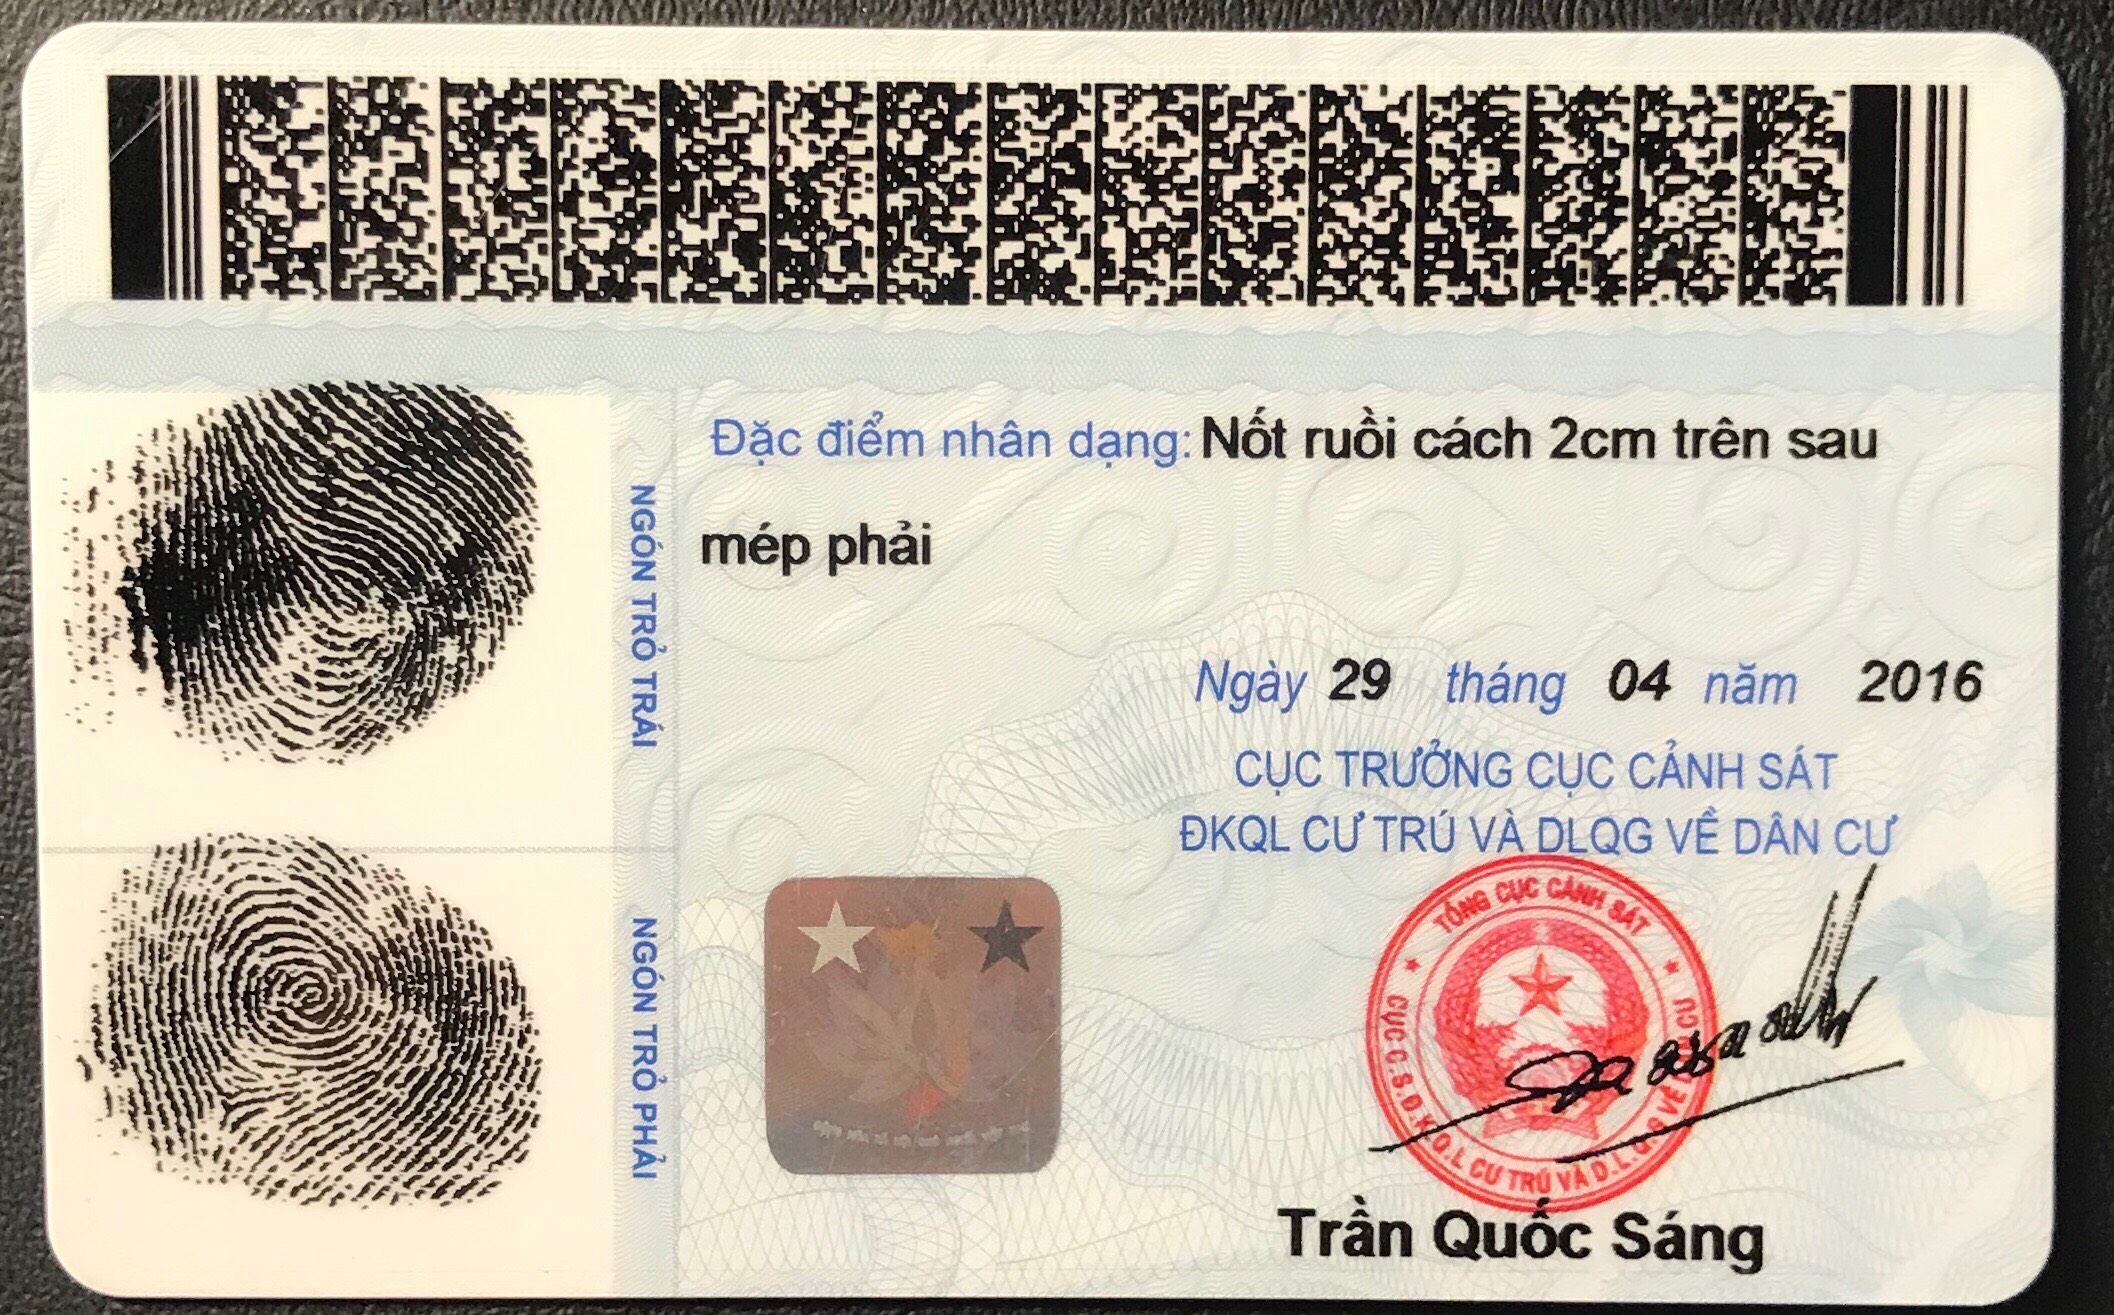 Đặc điểm nhân dạng: Nốt ruồi cách 2cm trên sau
mép phải
NGÓN TRỎ TRÁI
Ngày 29 tháng 04 năm 2016
CỤC TRƯỞNG CỤC CẢNH SÁT
ĐKQL CƯ TRÚ VÀ DLQG VỀ DÂN CƯ
NGÓN TRỎ PHẢI
TỔNG CỤC CẢNH SÁT
CỤC C.S.Đ.K.Q.L CƯ TRÚ VÀ D.L.Q.G VỀ CƯ
Trần Quốc Sáng